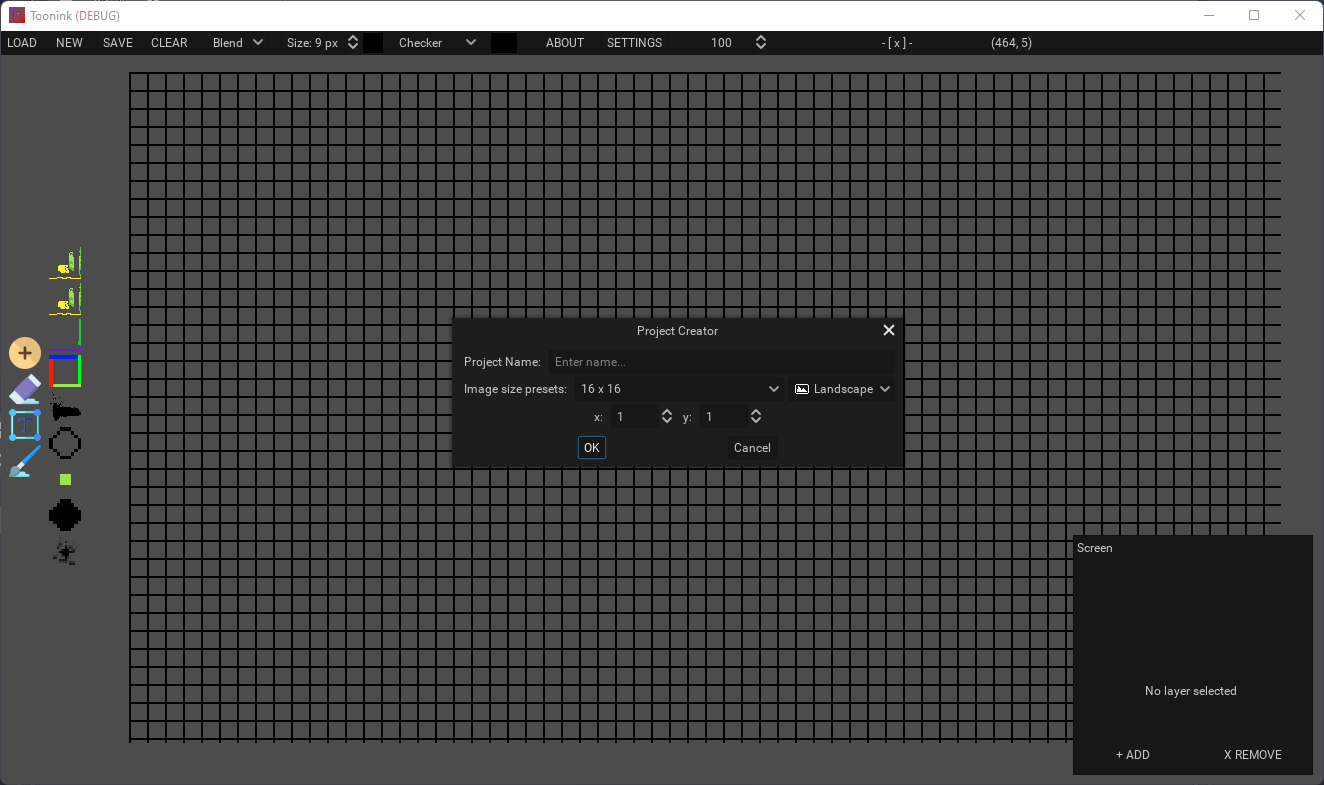 Toonink (DEBUG)
LOAD NEW SAVE CLEAR Blend Size: 9 px Checker ABOUT SETTINGS 100 -[x]- (464, 5)
Project Creator
Project Name: Enter name...
Image size presets: 16 x 16 Landscape
x: 1 y: 1
OK Cancel
T
Screen
No layer selected
+ ADD X REMOVE